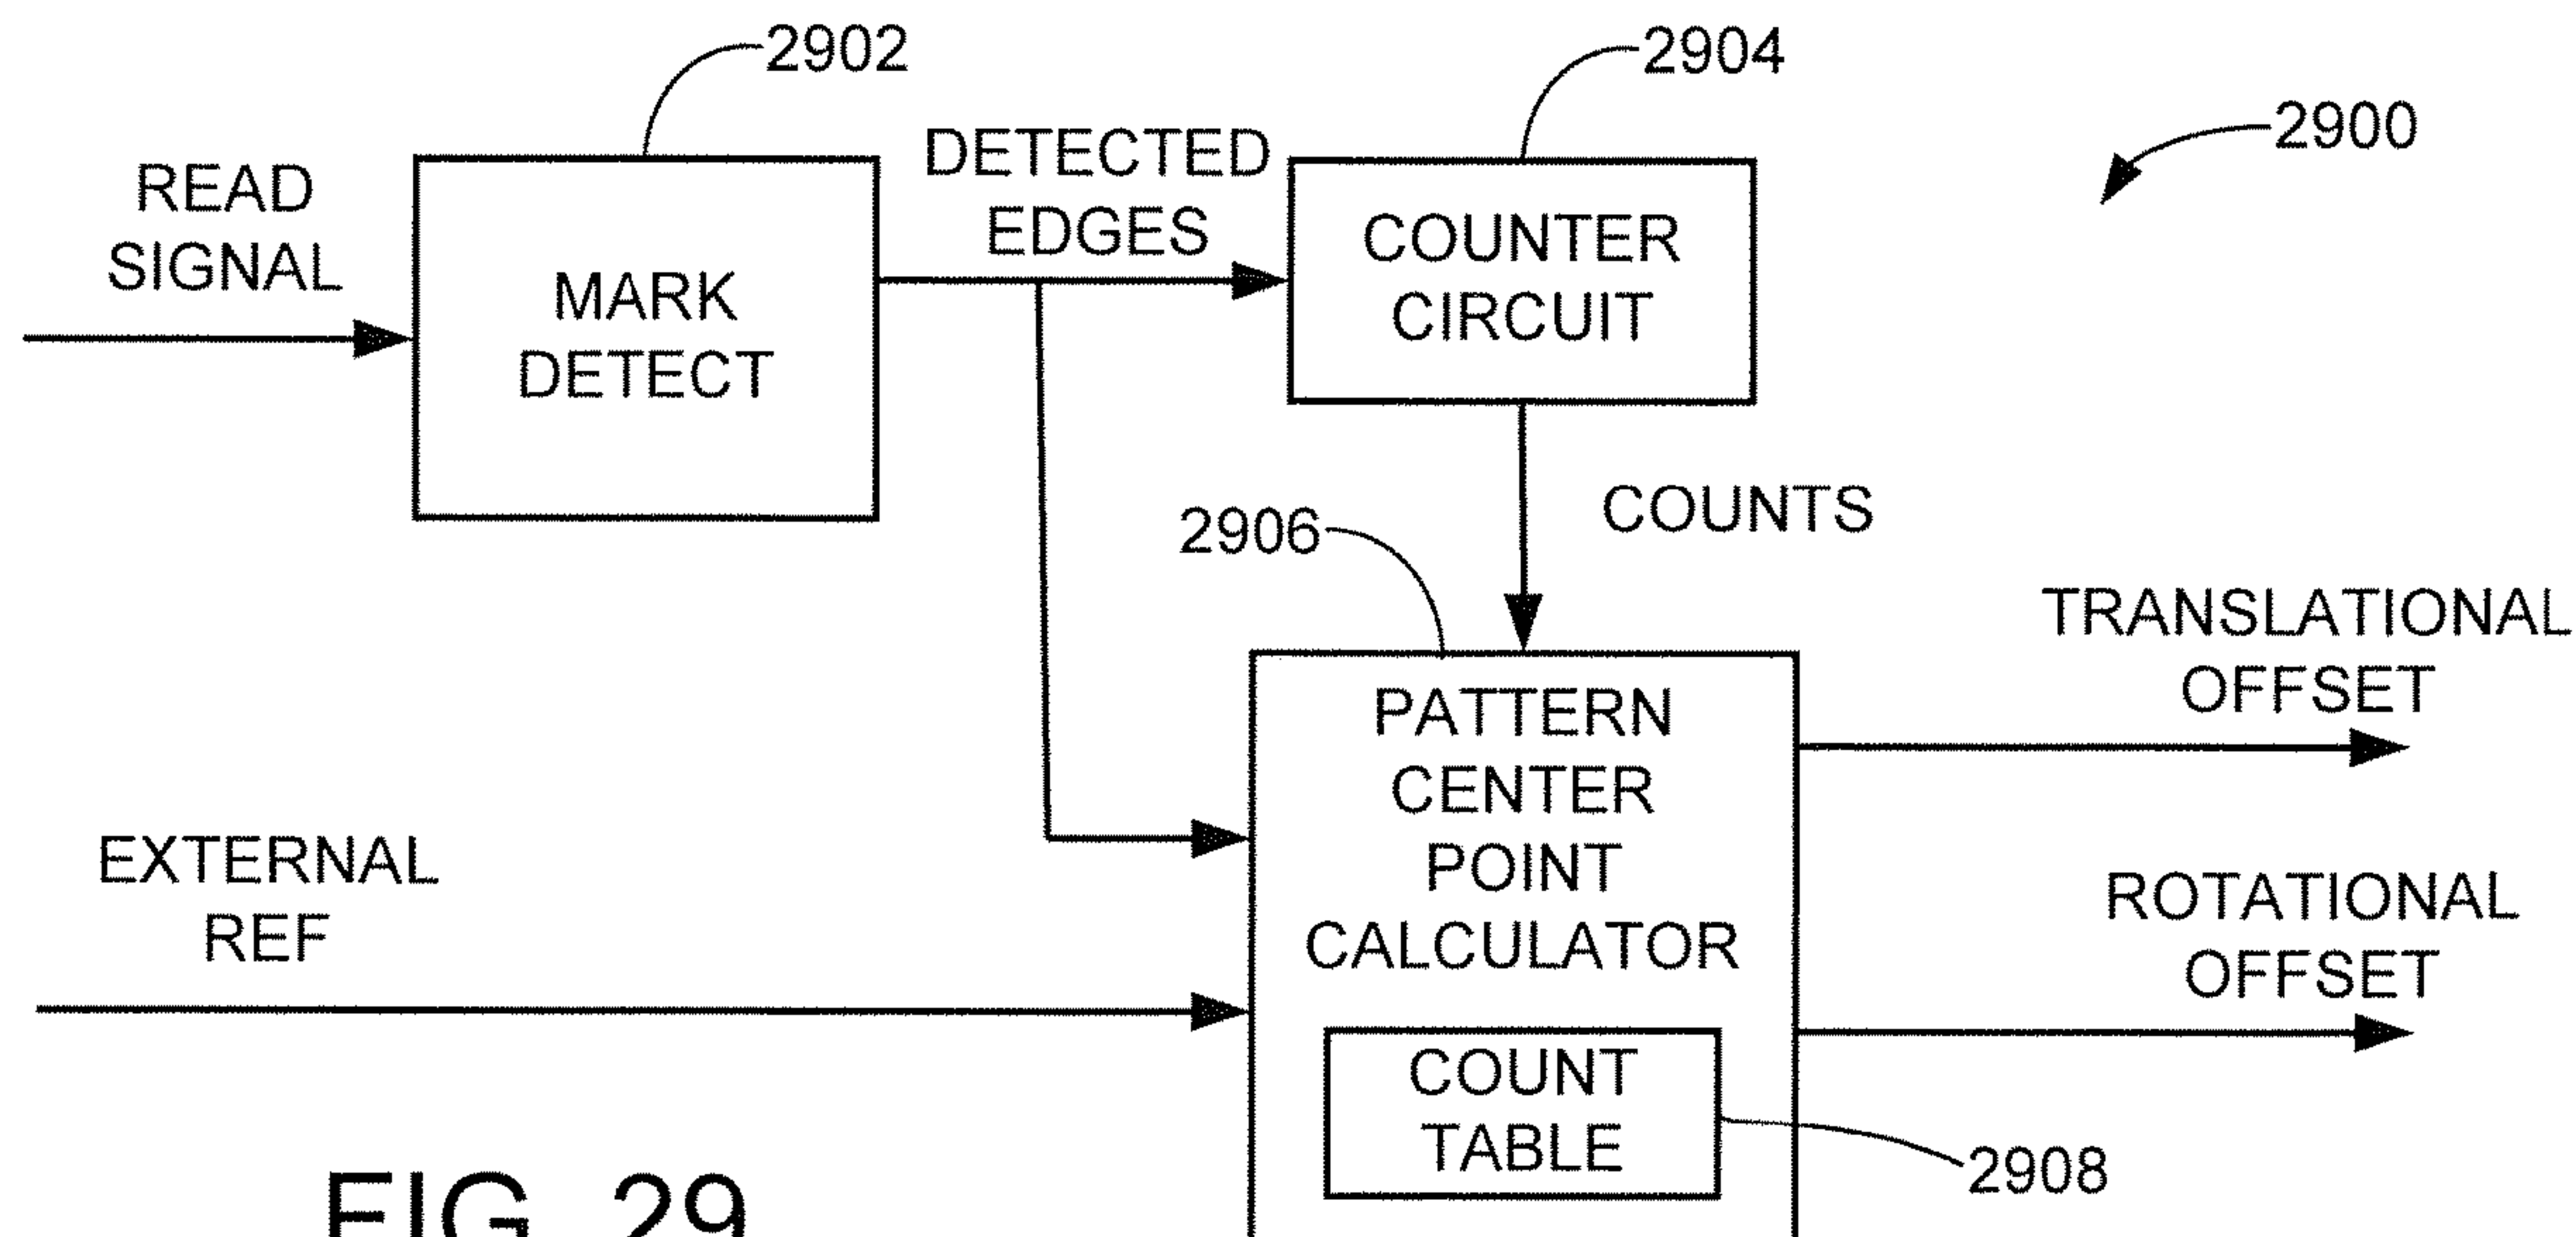 2902
2904
2900
READ
SIGNAL
MARK
DETECT
DETECTED
EDGES
COUNTER
CIRCUIT
COUNTS
2906
TRANSLATIONAL
OFFSET
PATTERN
CENTER
POINT
CALCULATOR
EXTERNAL
REF
ROTATIONAL
OFFSET
COUNT
TABLE
2908
FIG. 29